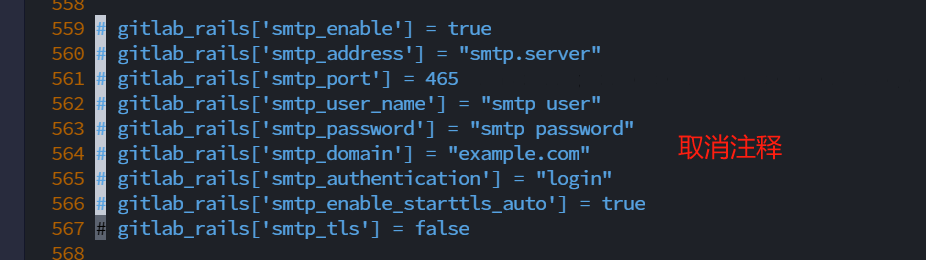 558
559 # gitlab_rails['smtp_enable'] = true
560 # gitlab_rails['smtp_address'] = "smtp.server"
561 # gitlab_rails['smtp_port'] = 465
562 # gitlab_rails['smtp_user_name'] = "smtp user"
563 # gitlab_rails['smtp_password'] = "smtp password"
取消注释
564 # gitlab_rails['smtp_domain'] = "example.com"
565 # gitlab_rails['smtp_authentication'] = "login"
566 # gitlab_rails['smtp_enable_starttls_auto'] = true
567 # gitlab_rails['smtp_tls'] = false
568